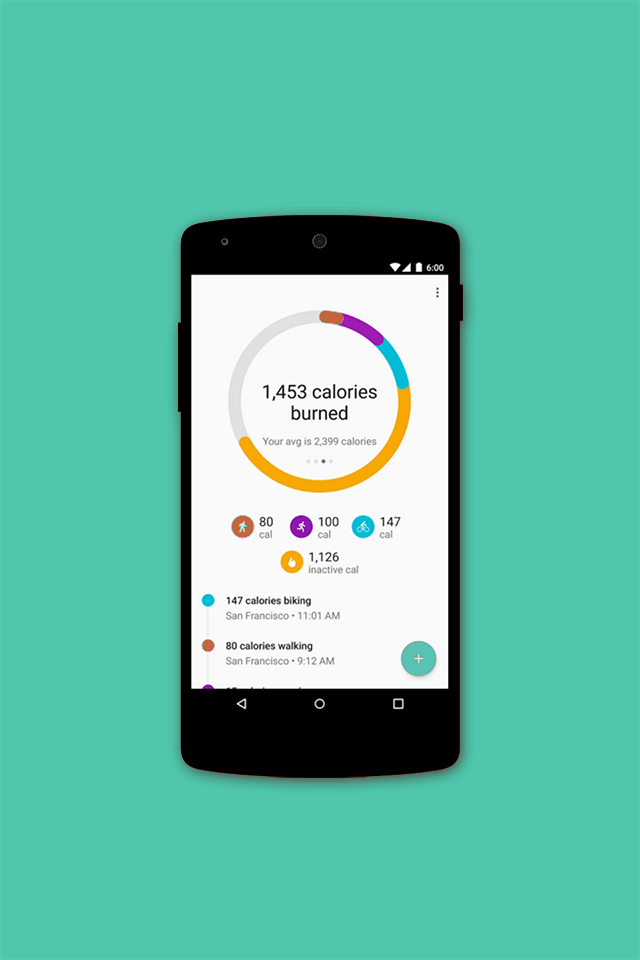 6:00
1,453 calories
burned
Your avg is 2,399 calories
80
cal
100
cal
147
cal
1,126
inactive cal
147 calories biking
San Francisco • 11:01 AM
80 calories walking
San Francisco • 9:12 AM